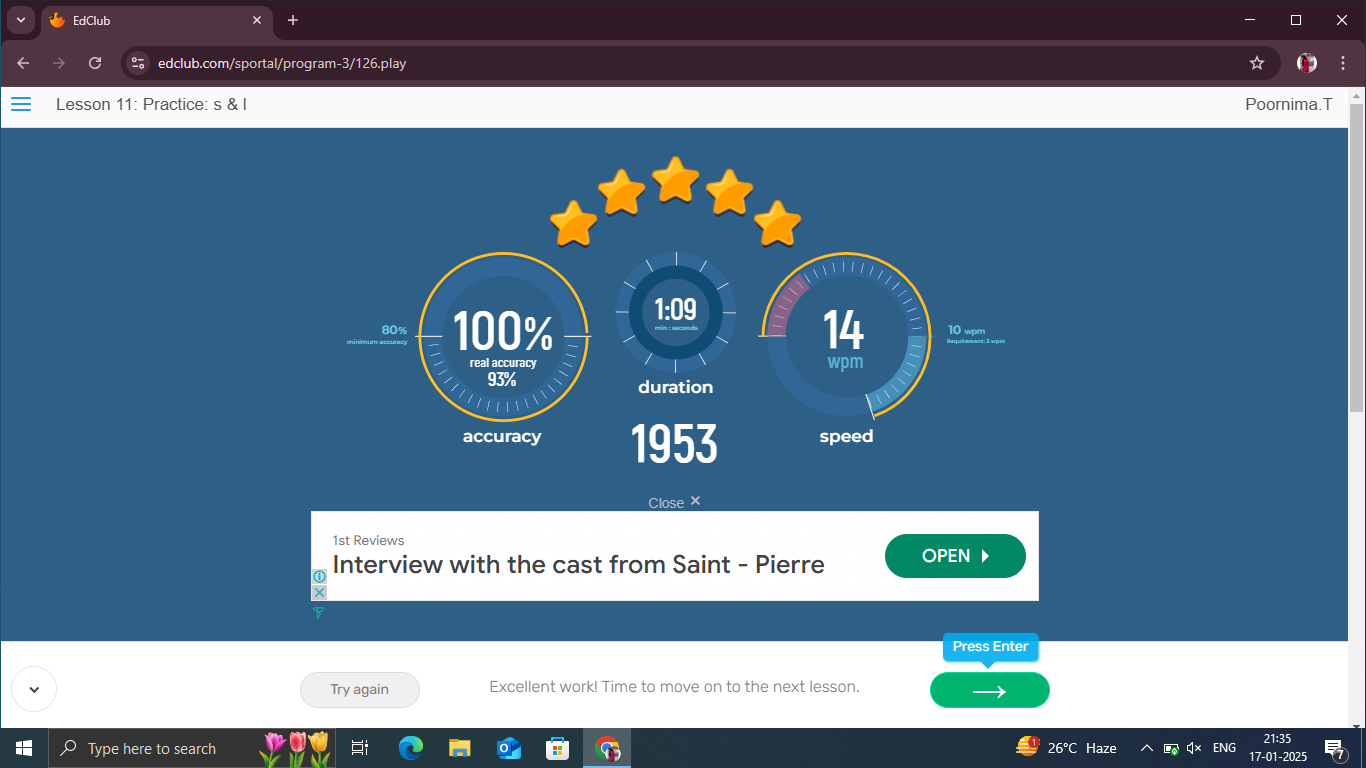 EdClub
edclub.com/sportal/program-3/126.play
Lesson 11: Practice: s & l
Poornima.T
80%
minimum accuracy
100%
real accuracy
93%
accuracy
1:09
min : seconds
duration
1953
14
wpm
speed
10 wpm
Requirement: 3 wpm
Close ×
1st Reviews
Interview with the cast from Saint - Pierre
OPEN
Press Enter
Try again
Excellent work! Time to move on to the next lesson.
Type here to search
1
26°C Haze
ENG
21:35
17-01-2025
7